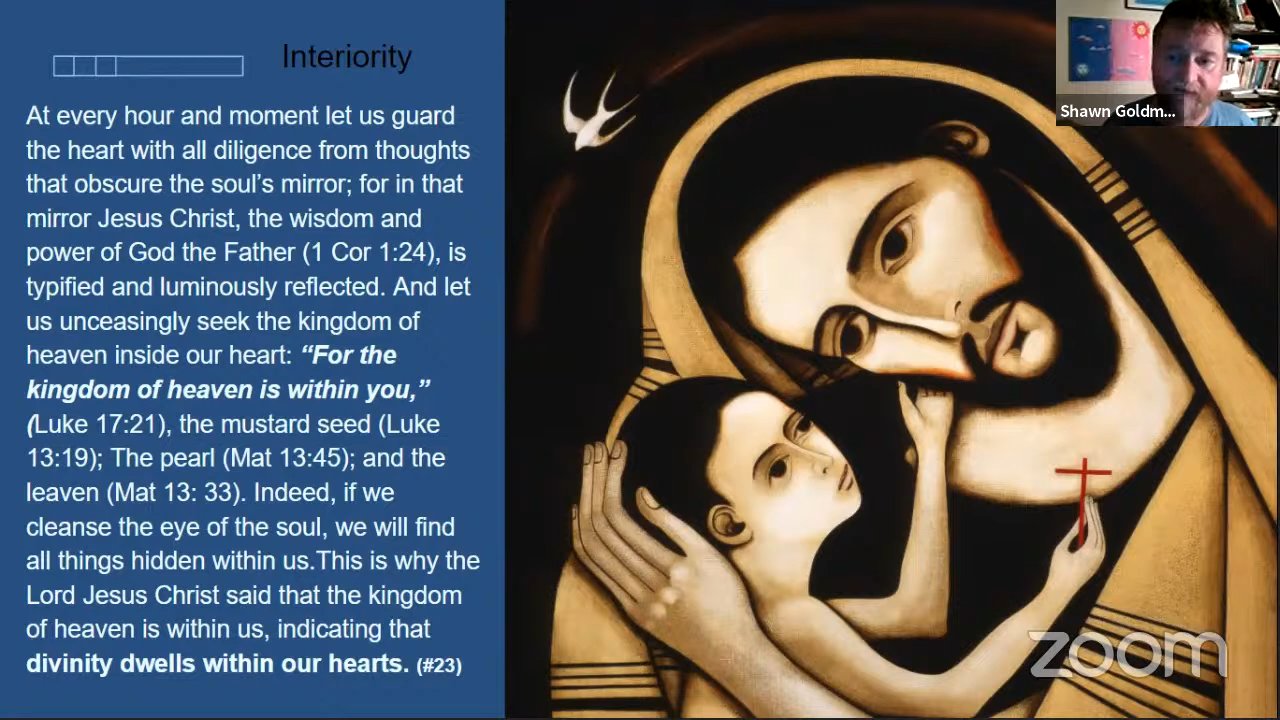 Interiority
At every hour and moment let us guard
the heart with all diligence from thoughts
that obscure the soul’s mirror; for in that
mirror Jesus Christ, the wisdom and
power of God the Father (1 Cor 1:24), is
typified and luminously reflected. And let
us unceasingly seek the kingdom of
heaven inside our heart: “For the
kingdom of heaven is within you,”
(Luke 17:21), the mustard seed (Luke
13:19); The pearl (Mat 13:45); and the
leaven (Mat 13: 33). Indeed, if we
cleanse the eye of the soul, we will find
all things hidden within us.This is why the
Lord Jesus Christ said that the kingdom
of heaven is within us, indicating that
divinity dwells within our hearts. (#23)
Shawn Goldm...
zoom